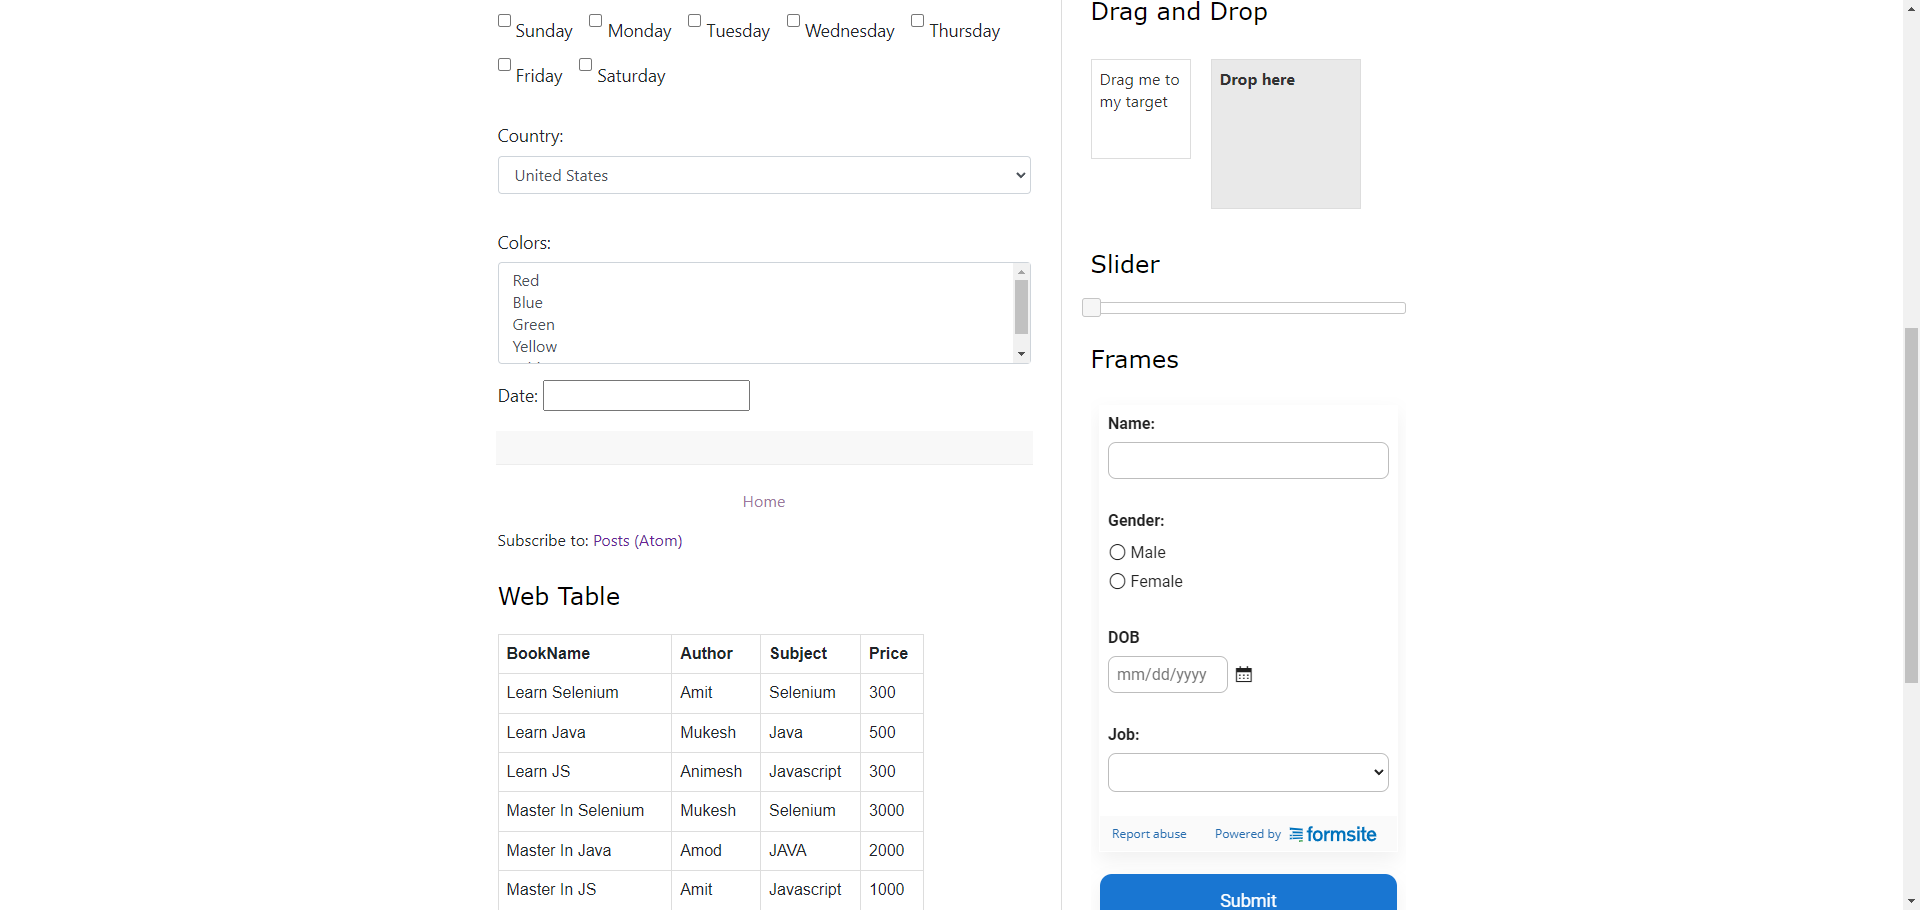 Sunday Monday Tuesday Wednesday Thursday
Friday Saturday
Country:
United States
Colors:
Red
Blue
Green
Yellow
Date:
Home
Subscribe to: Posts (Atom)
Web Table
BookName Author Subject Price
Learn Selenium Amit Selenium 300
Learn Java Mukesh Java 500
Learn JS Animesh Javascript 300
Master In Selenium Mukesh Selenium 3000
Master In Java Amod JAVA 2000
Master In JS Amit Javascript 1000
Drag and Drop
Drag me to
my target
Drop here
Slider
Frames
Name:
Gender:
Male
Female
DOB
mm/dd/yyyy
Job:
Report abuse Powered by formsite
Submit